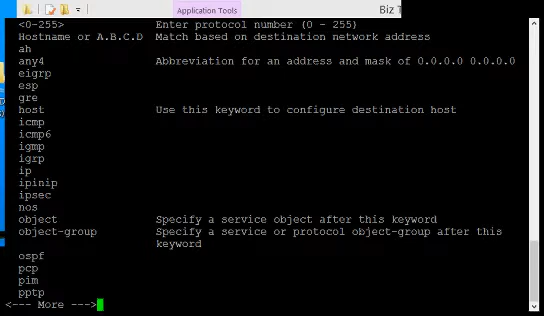 Application Tools
Biz T
<0-255> Enter protocol number (0 - 255)
Hostname or A.B.C.D Match based on destination network address
ah
any4 Abbreviation for an address and mask of 0.0.0.0 0.0.0.0
eigrp
esp
gre
host Use this keyword to configure destination host
icmp
icmp6
igmp
igrp
ip
ipinip
ipsec
nos
object Specify a service object after this keyword
object-group Specify a service or protocol object-group after this
keyword
ospf
pcp
pim
pptp
<--- More --->